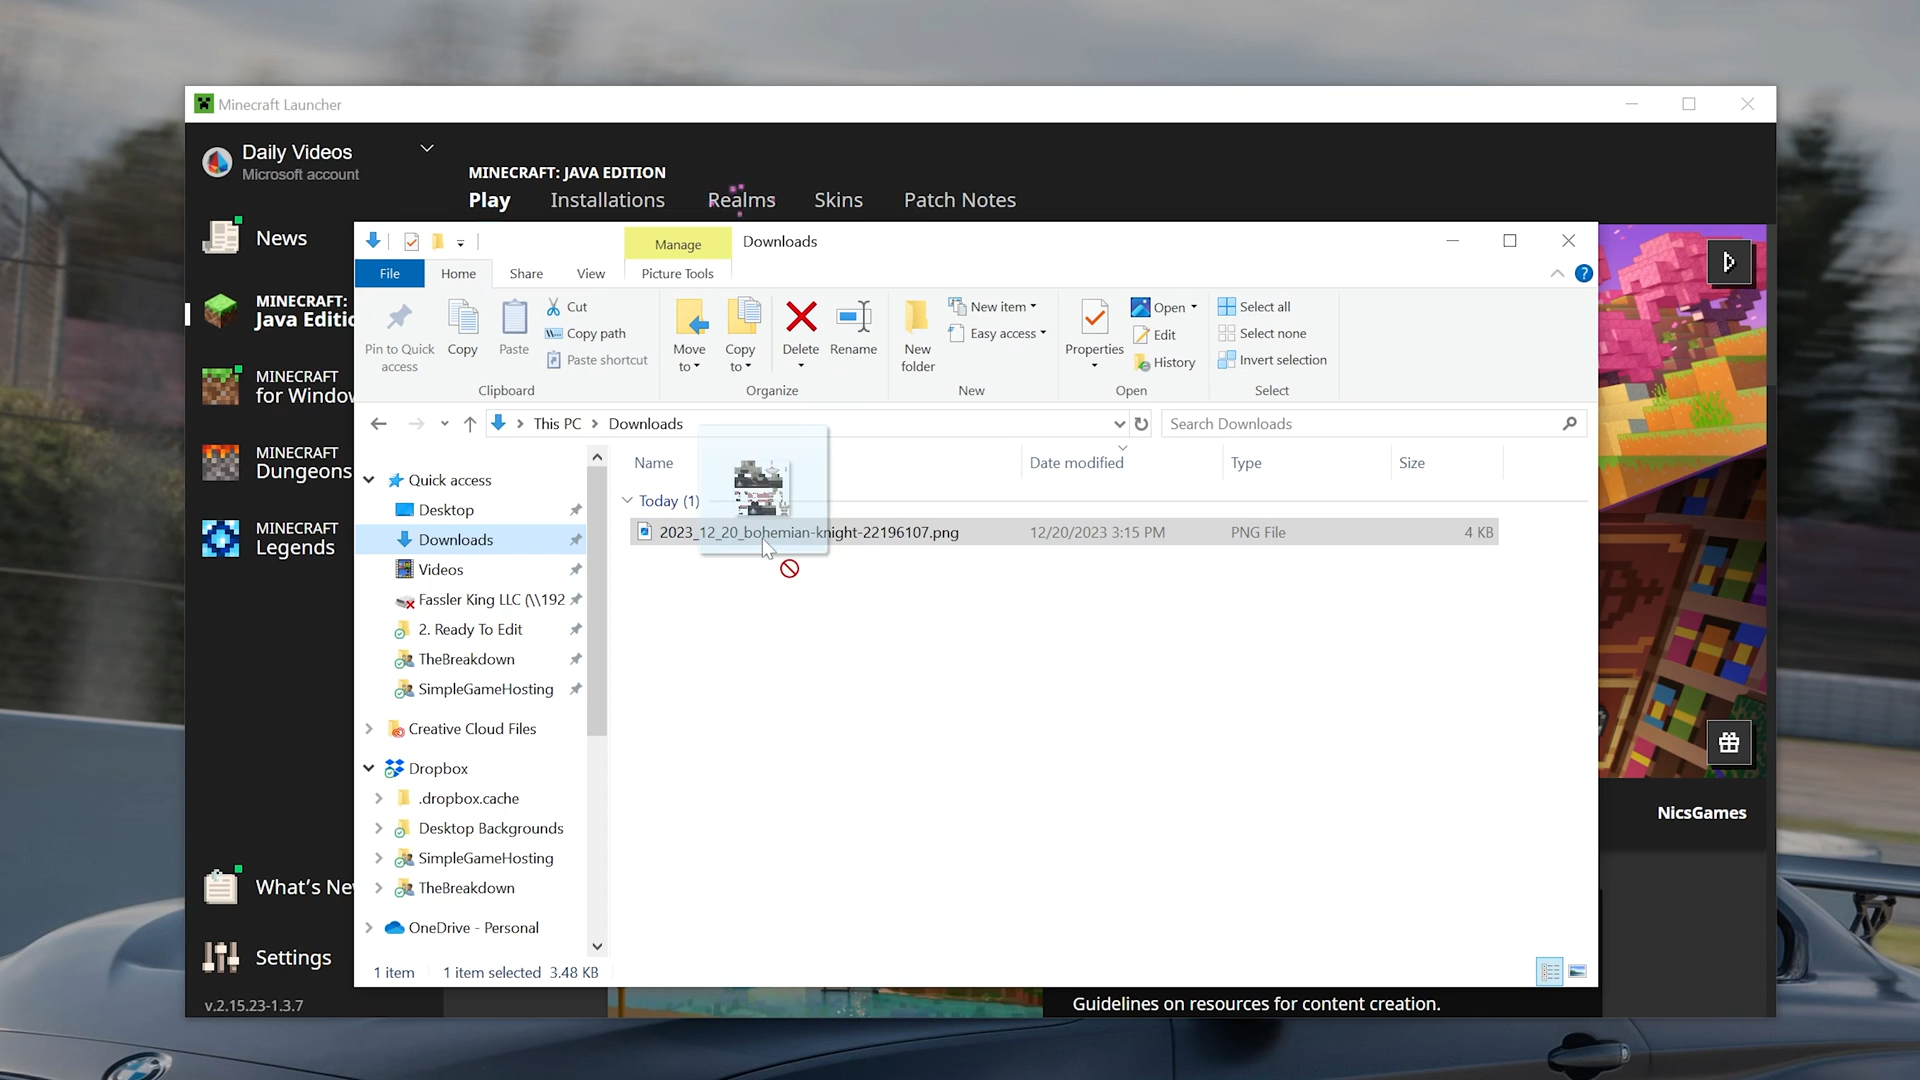 Minecraft Launcher
Daily Videos
Microsoft account
MINECRAFT: JAVA EDITION
Play Installations Realms Skins Patch Notes
News
MINECRAFT:
Java Editic
MINECRAFT
for Windov
MINECRAFT
Dungeons
MINECRAFT
Legends
What's Ne
Settings
v.2.15.23-1.3.7
Manage
Downloads
File Home Share View Picture Tools
?
Pin to Quick access
Copy
Paste
Cut
Copy path
Paste shortcut
Clipboard
Move to
Copy to
Delete
Rename
Organize
New folder
New item
Easy access
New
Properties
Open
Edit
History
Open
Select all
Select none
Invert selection
Select
This PC > Downloads
Search Downloads
Name Date modified Type Size
Today (1)
2023_12_20_bohemian-knight-22196107.png 12/20/2023 3:15 PM PNG File 4 KB
Quick access
Desktop
Downloads
Videos
Fassler King LLC (\\192
2. Ready To Edit
TheBreakdown
SimpleGameHosting
Creative Cloud Files
Dropbox
.dropbox.cache
Desktop Backgrounds
SimpleGameHosting
TheBreakdown
OneDrive - Personal
1 item 1 item selected 3.48 KB
NicsGames
Guidelines on resources for content creation.